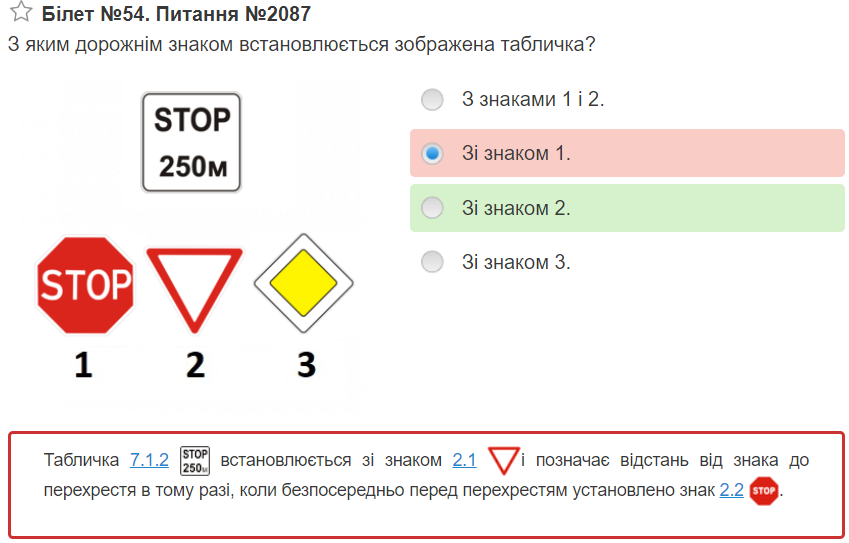 Білет №54. Питання №2087
З яким дорожнім знаком встановлюється зображена табличка?
STOP
250м
STOP
1
2
3
З знаками 1 і 2.
Зі знаком 1.
Зі знаком 2.
Зі знаком 3.
Табличка 7.1.2 STOP 250м встановлюється зі знаком 2.1 і позначає відстань від знака до
перехрестя в тому разі, коли безпосередньо перед перехрестям установлено знак 2.2 STOP.